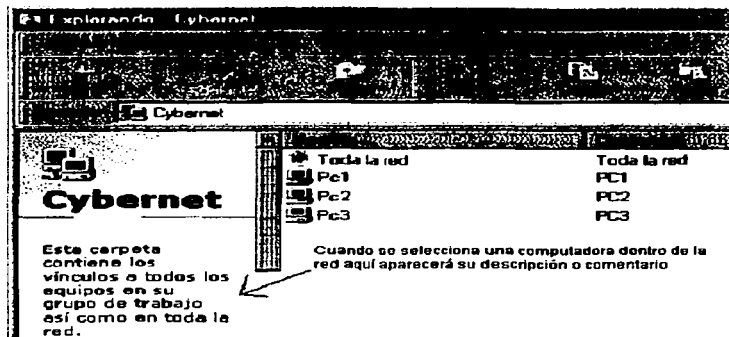 Explorando - Cybernet
Cybernet
Cybernet
Toda la red Toda la red
Pc1 PC1
Pc2 PC2
Pc3 PC3
Esta carpeta
contiene los
vínculos a todos los
equipos en su
grupo de trabajo
así como en toda la
red.
Cuando se selecciona una computadora dentro de la
red aquí aparecerá su descripción o comentario